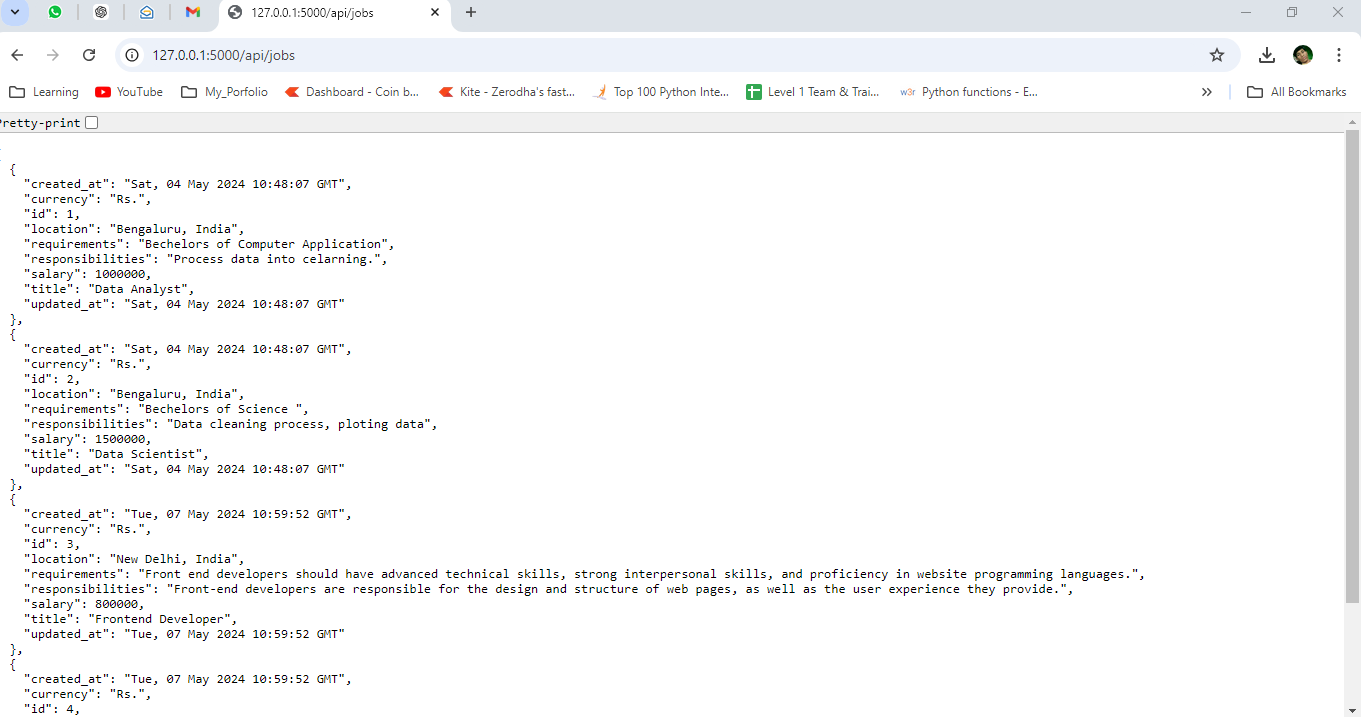 127.0.0.1:5000/api/jobs
127.0.0.1:5000/api/jobs
Learning YouTube My_Porfolio Dashboard - Coin b... Kite - Zerodha's fast... Top 100 Python Inte... Level 1 Team & Trai... w3r Python functions - E... All Bookmarks
Pretty-print
{
"created_at": "Sat, 04 May 2024 10:48:07 GMT",
"currency": "Rs.",
"id": 1,
"location": "Bengaluru, India",
"requirements": "Bechelors of Computer Application",
"responsibilities": "Process data into celarning.",
"salary": 1000000,
"title": "Data Analyst",
"updated_at": "Sat, 04 May 2024 10:48:07 GMT"
},
{
"created_at": "Sat, 04 May 2024 10:48:07 GMT",
"currency": "Rs.",
"id": 2,
"location": "Bengaluru, India",
"requirements": "Bechelors of Science ",
"responsibilities": "Data cleaning process, ploting data",
"salary": 1500000,
"title": "Data Scientist",
"updated_at": "Sat, 04 May 2024 10:48:07 GMT"
},
{
"created_at": "Tue, 07 May 2024 10:59:52 GMT",
"currency": "Rs.",
"id": 3,
"location": "New Delhi, India",
"requirements": "Front end developers should have advanced technical skills, strong interpersonal skills, and proficiency in website programming languages.",
"responsibilities": "Front-end developers are responsible for the design and structure of web pages, as well as the user experience they provide.",
"salary": 800000,
"title": "Frontend Developer",
"updated_at": "Tue, 07 May 2024 10:59:52 GMT"
},
{
"created_at": "Tue, 07 May 2024 10:59:52 GMT",
"currency": "Rs.",
"id": 4,